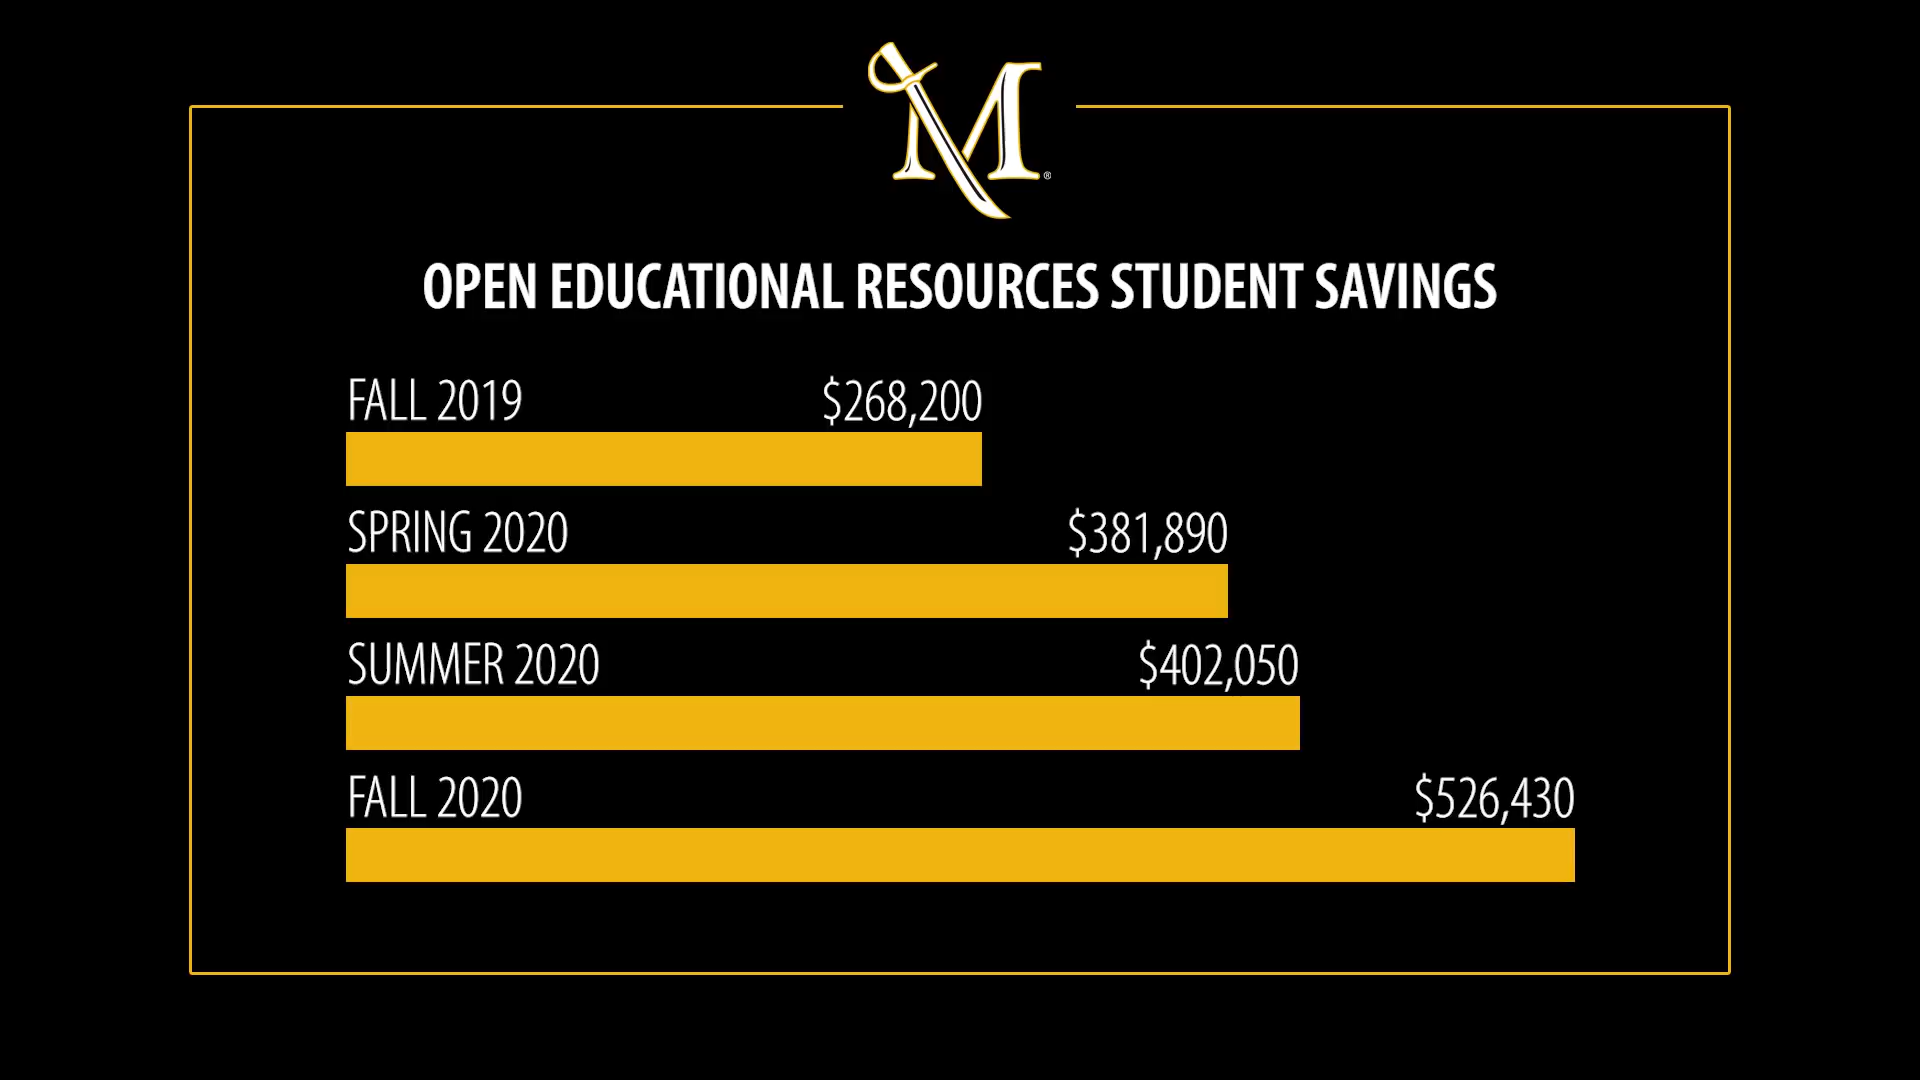 M®
OPEN EDUCATIONAL RESOURCES STUDENT SAVINGS
FALL 2019 $268,200
SPRING 2020 $381,890
SUMMER 2020 $402,050
FALL 2020 $526,430